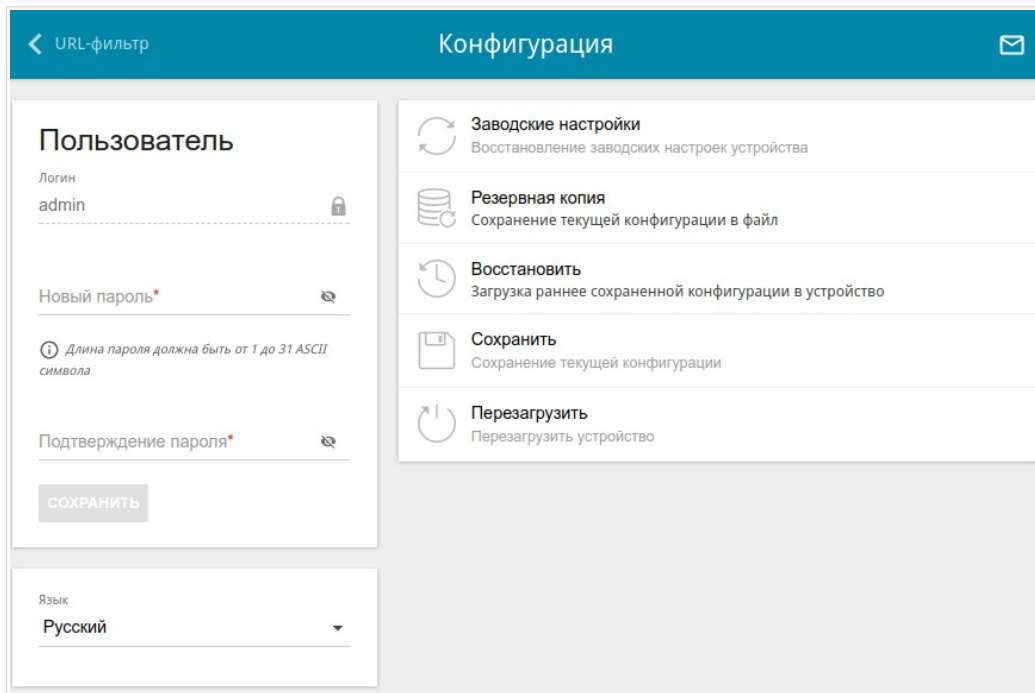 URL-фильтр
Конфигурация
Пользователь
Логин
admin
Новый пароль*
Длина пароля должна быть от 1 до 31 ASCII
символа
Подтверждение пароля*
СОХРАНИТЬ
Язык
Русский
Заводские настройки
Восстановление заводских настроек устройства
Резервная копия
Сохранение текущей конфигурации в файл
Восстановить
Загрузка раннее сохраненной конфигурации в устройство
Сохранить
Сохранение текущей конфигурации
Перезагрузить
Перезагрузить устройство